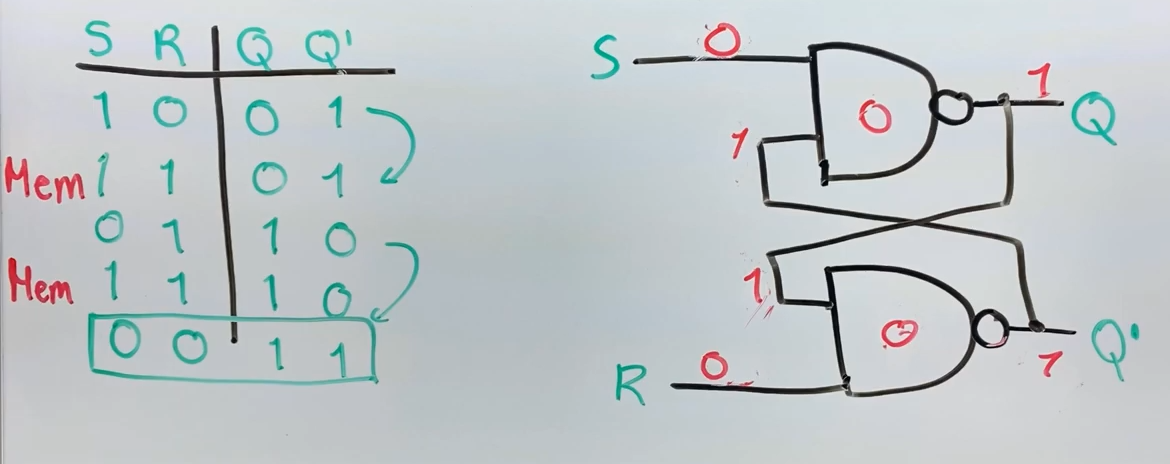 S R Q Q'
1 0 0 1
Mem 1 1 0 1
0 1 1 0
Mem 1 1 1 0
0 0 1 1
S 0
0
1 Q
1
1
0
1 Q'
R 0